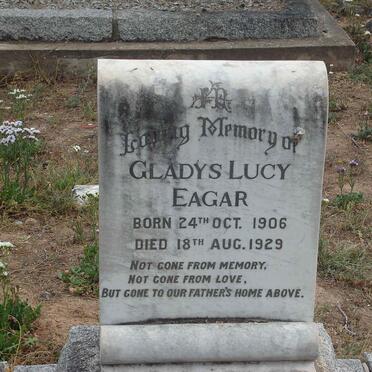 In
Loving Memory of
GLADYS LUCY
EAGAR
BORN 24TH OCT. 1906
DIED 18TH AUG. 1929
NOT GONE FROM MEMORY,
NOT GONE FROM LOVE,
BUT GONE TO OUR FATHER'S HOME ABOVE.